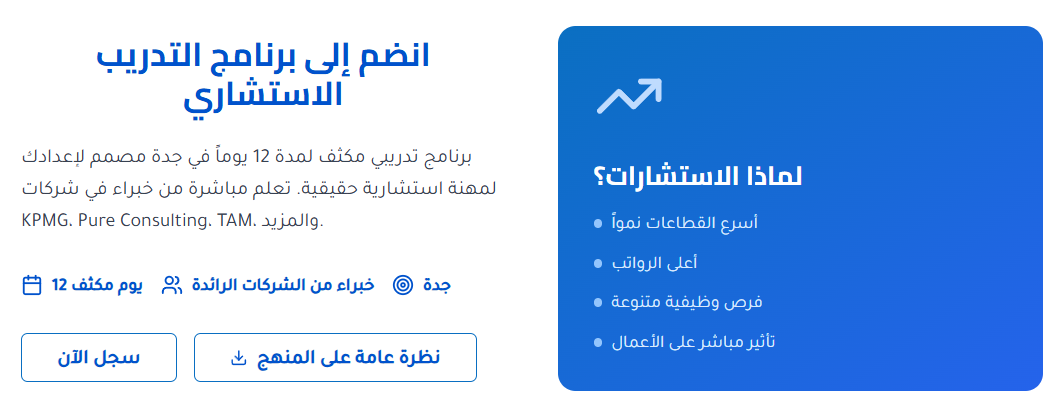 انضم إلى برنامج التدريب
الاستشاري
برنامج تدريبي مكثف لمدة 12 يوماً في جدة مصمم لإعدادك
لمهنة استشارية حقيقية. تعلم مباشرة من خبراء في شركات
KPMG، Pure Consulting، TAM، والمزيد.
12 يوم مكثف
خبراء من الشركات الرائدة
جدة
سجل الآن
نظرة عامة على المنهج
لماذا الاستشارات؟
أسرع القطاعات نمواً
أعلى الرواتب
فرص وظيفية متنوعة
تأثير مباشر على الأعمال